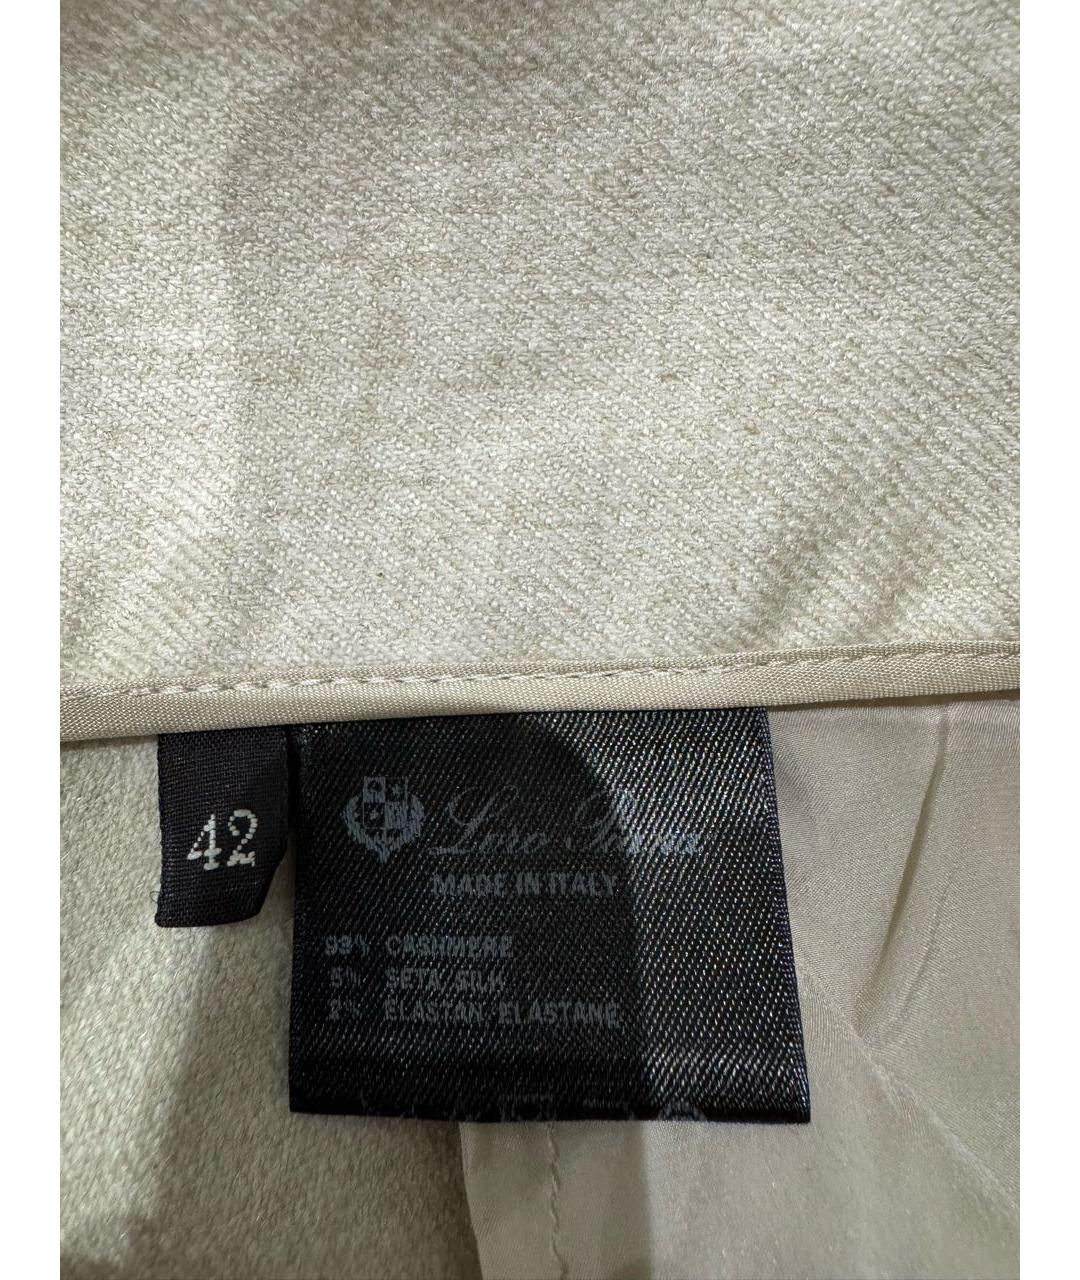 42
Loro Piana
MADE IN ITALY
93% CASHMERE
5% SETA/SILK
2% ELASTAN/ELASTANE